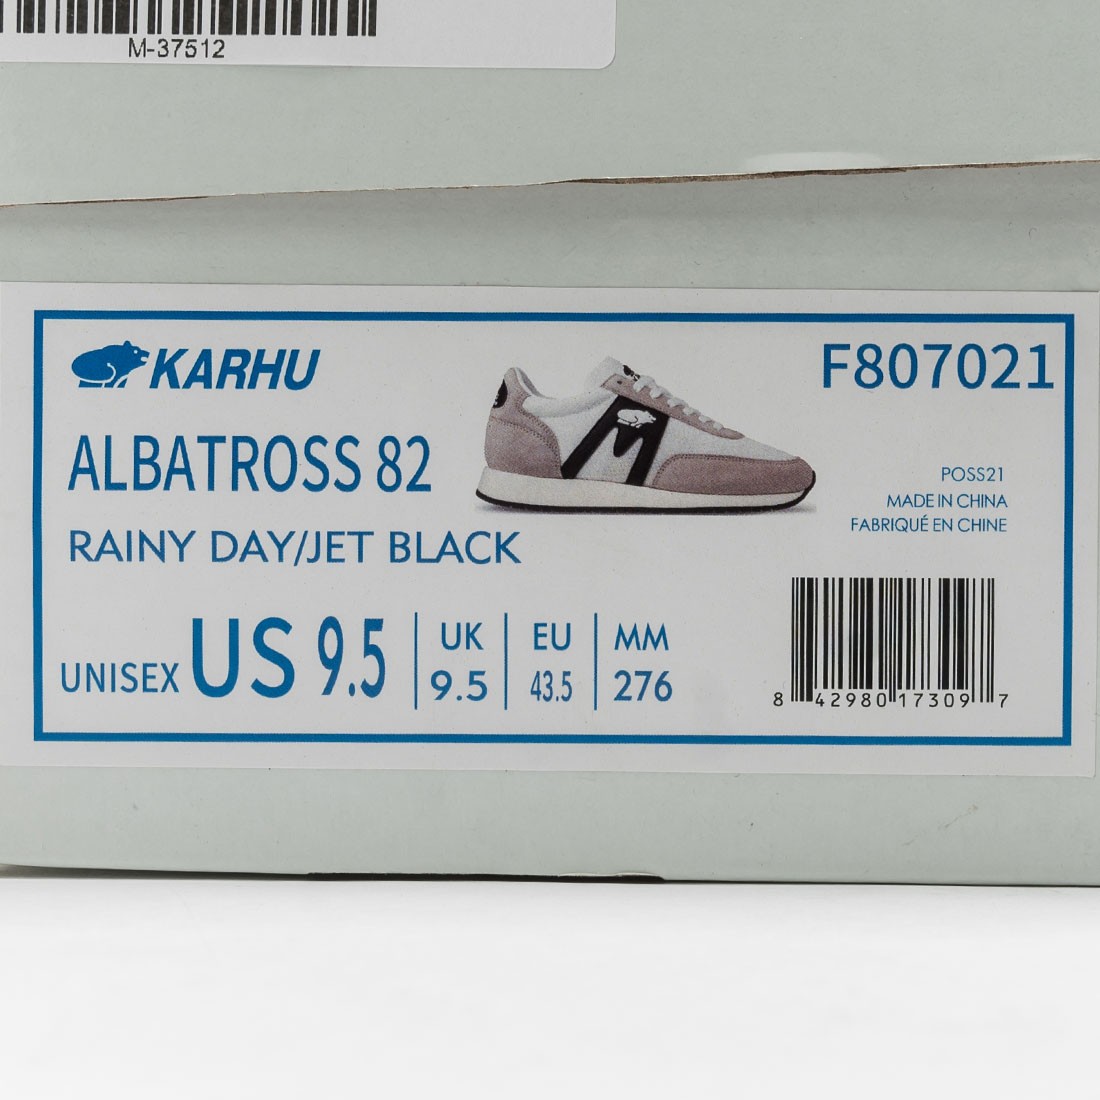 M-37512
KARHU
F807021
ALBATROSS 82
RAINY DAY/JET BLACK
POSS21
MADE IN CHINA
FABRIQUÉ EN CHINE
UNISEX US 9.5
UK 9.5
EU 43.5
MM 276
8 42980 17309 7